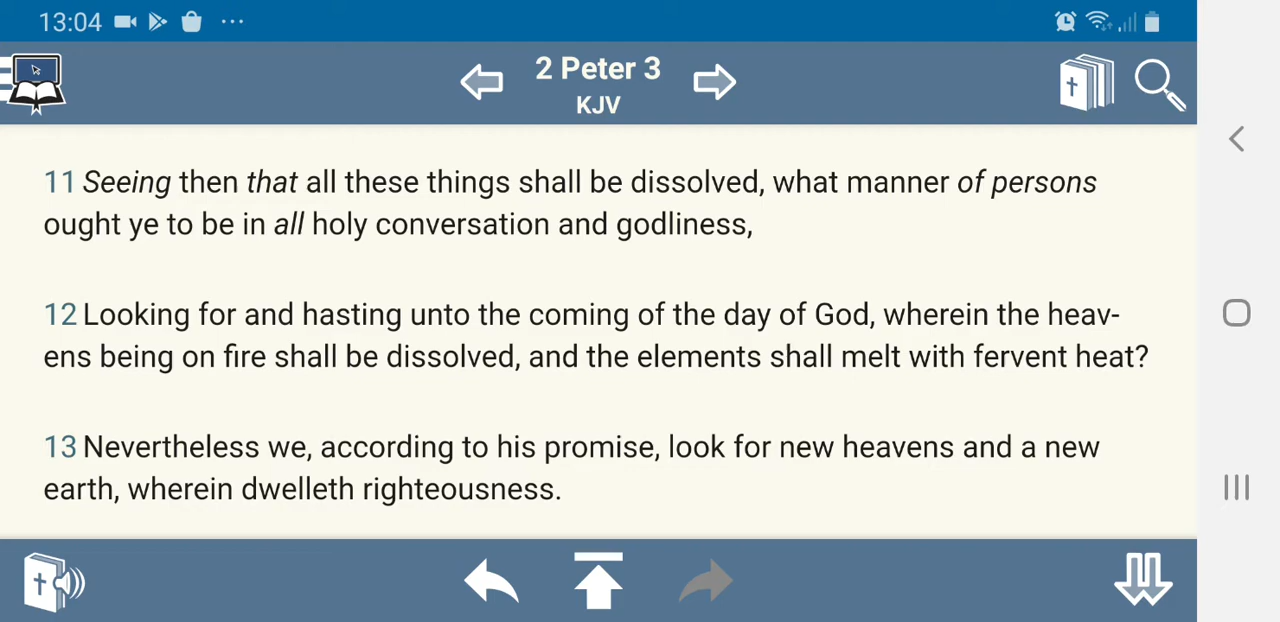 13:04
2 Peter 3
KJV
11 Seeing then that all these things shall be dissolved, what manner of persons
ought ye to be in all holy conversation and godliness,
12 Looking for and hasting unto the coming of the day of God, wherein the heav-
ens being on fire shall be dissolved, and the elements shall melt with fervent heat?
13 Nevertheless we, according to his promise, look for new heavens and a new
earth, wherein dwelleth righteousness.